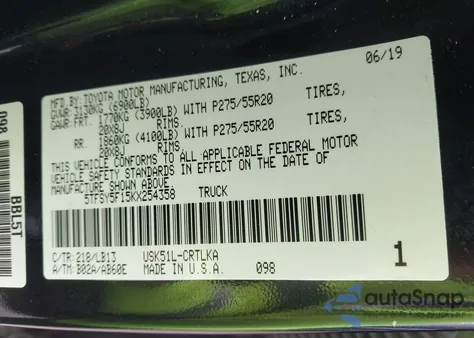 MFD.BY:TOYOTA MOTOR MANUFACTURING, TEXAS, INC. 06/19
GVWR: 3130KG (6900LB)
GAWR: FRT. 1770KG (3900LB) WITH P275/55R20 TIRES,
20X8J RIMS
RR. 1860KG (4100LB) WITH P275/55R20 TIRES,
20X8J RIMS
THIS VEHICLE CONFORMS TO ALL APPLICABLE FEDERAL MOTOR
VEHICLE SAFETY STANDARDS IN EFFECT ON THE DATE OF
MANUFACTURE SHOWN ABOVE.
5TFSY5F15KX254358 TRUCK
C/TR: 218/LB13 USK51L-CRTLKA
A/TM: B02A/AB60E MADE IN U.S.A. 098 1
098
BBL5T
autoSnap